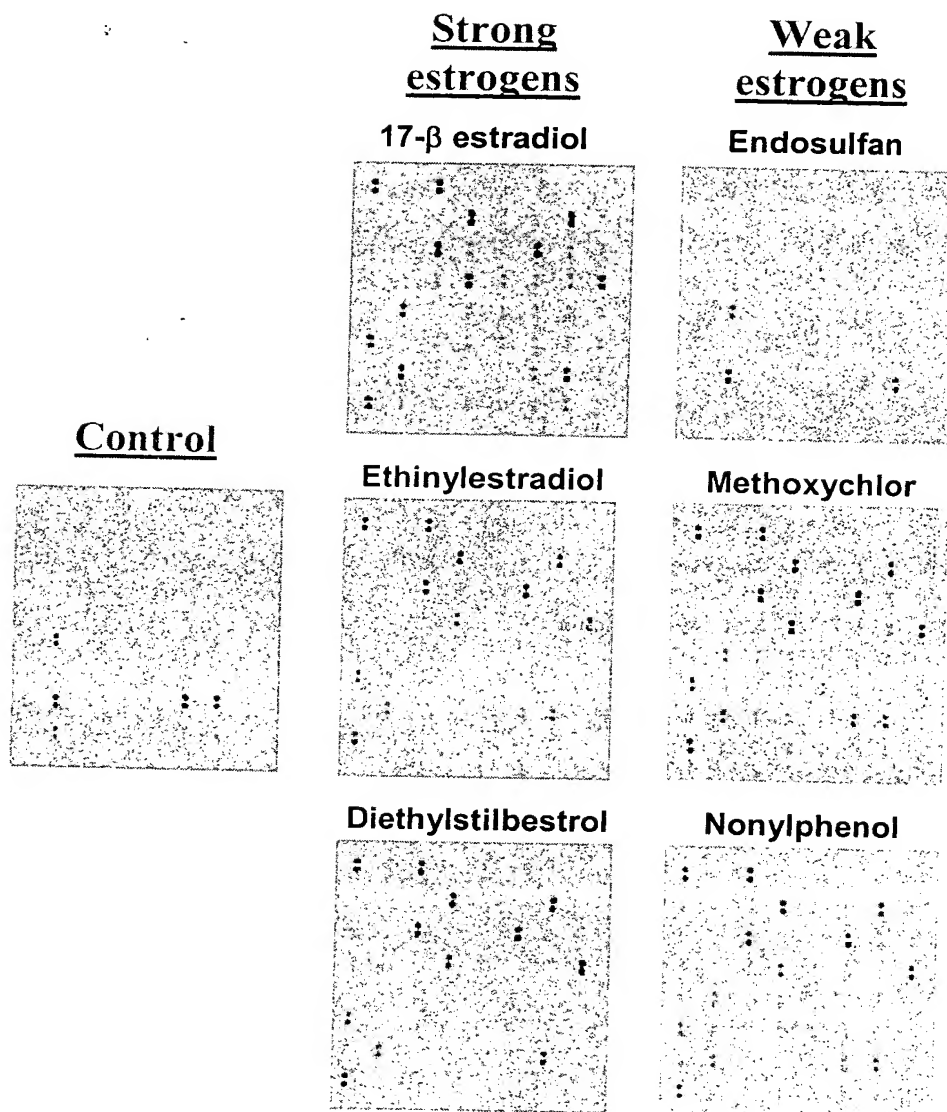 Strong
estrogens
Weak
estrogens
17-β estradiol
Endosulfan
Control
Ethinylestradiol
Methoxychlor
Diethylstilbestrol
Nonylphenol